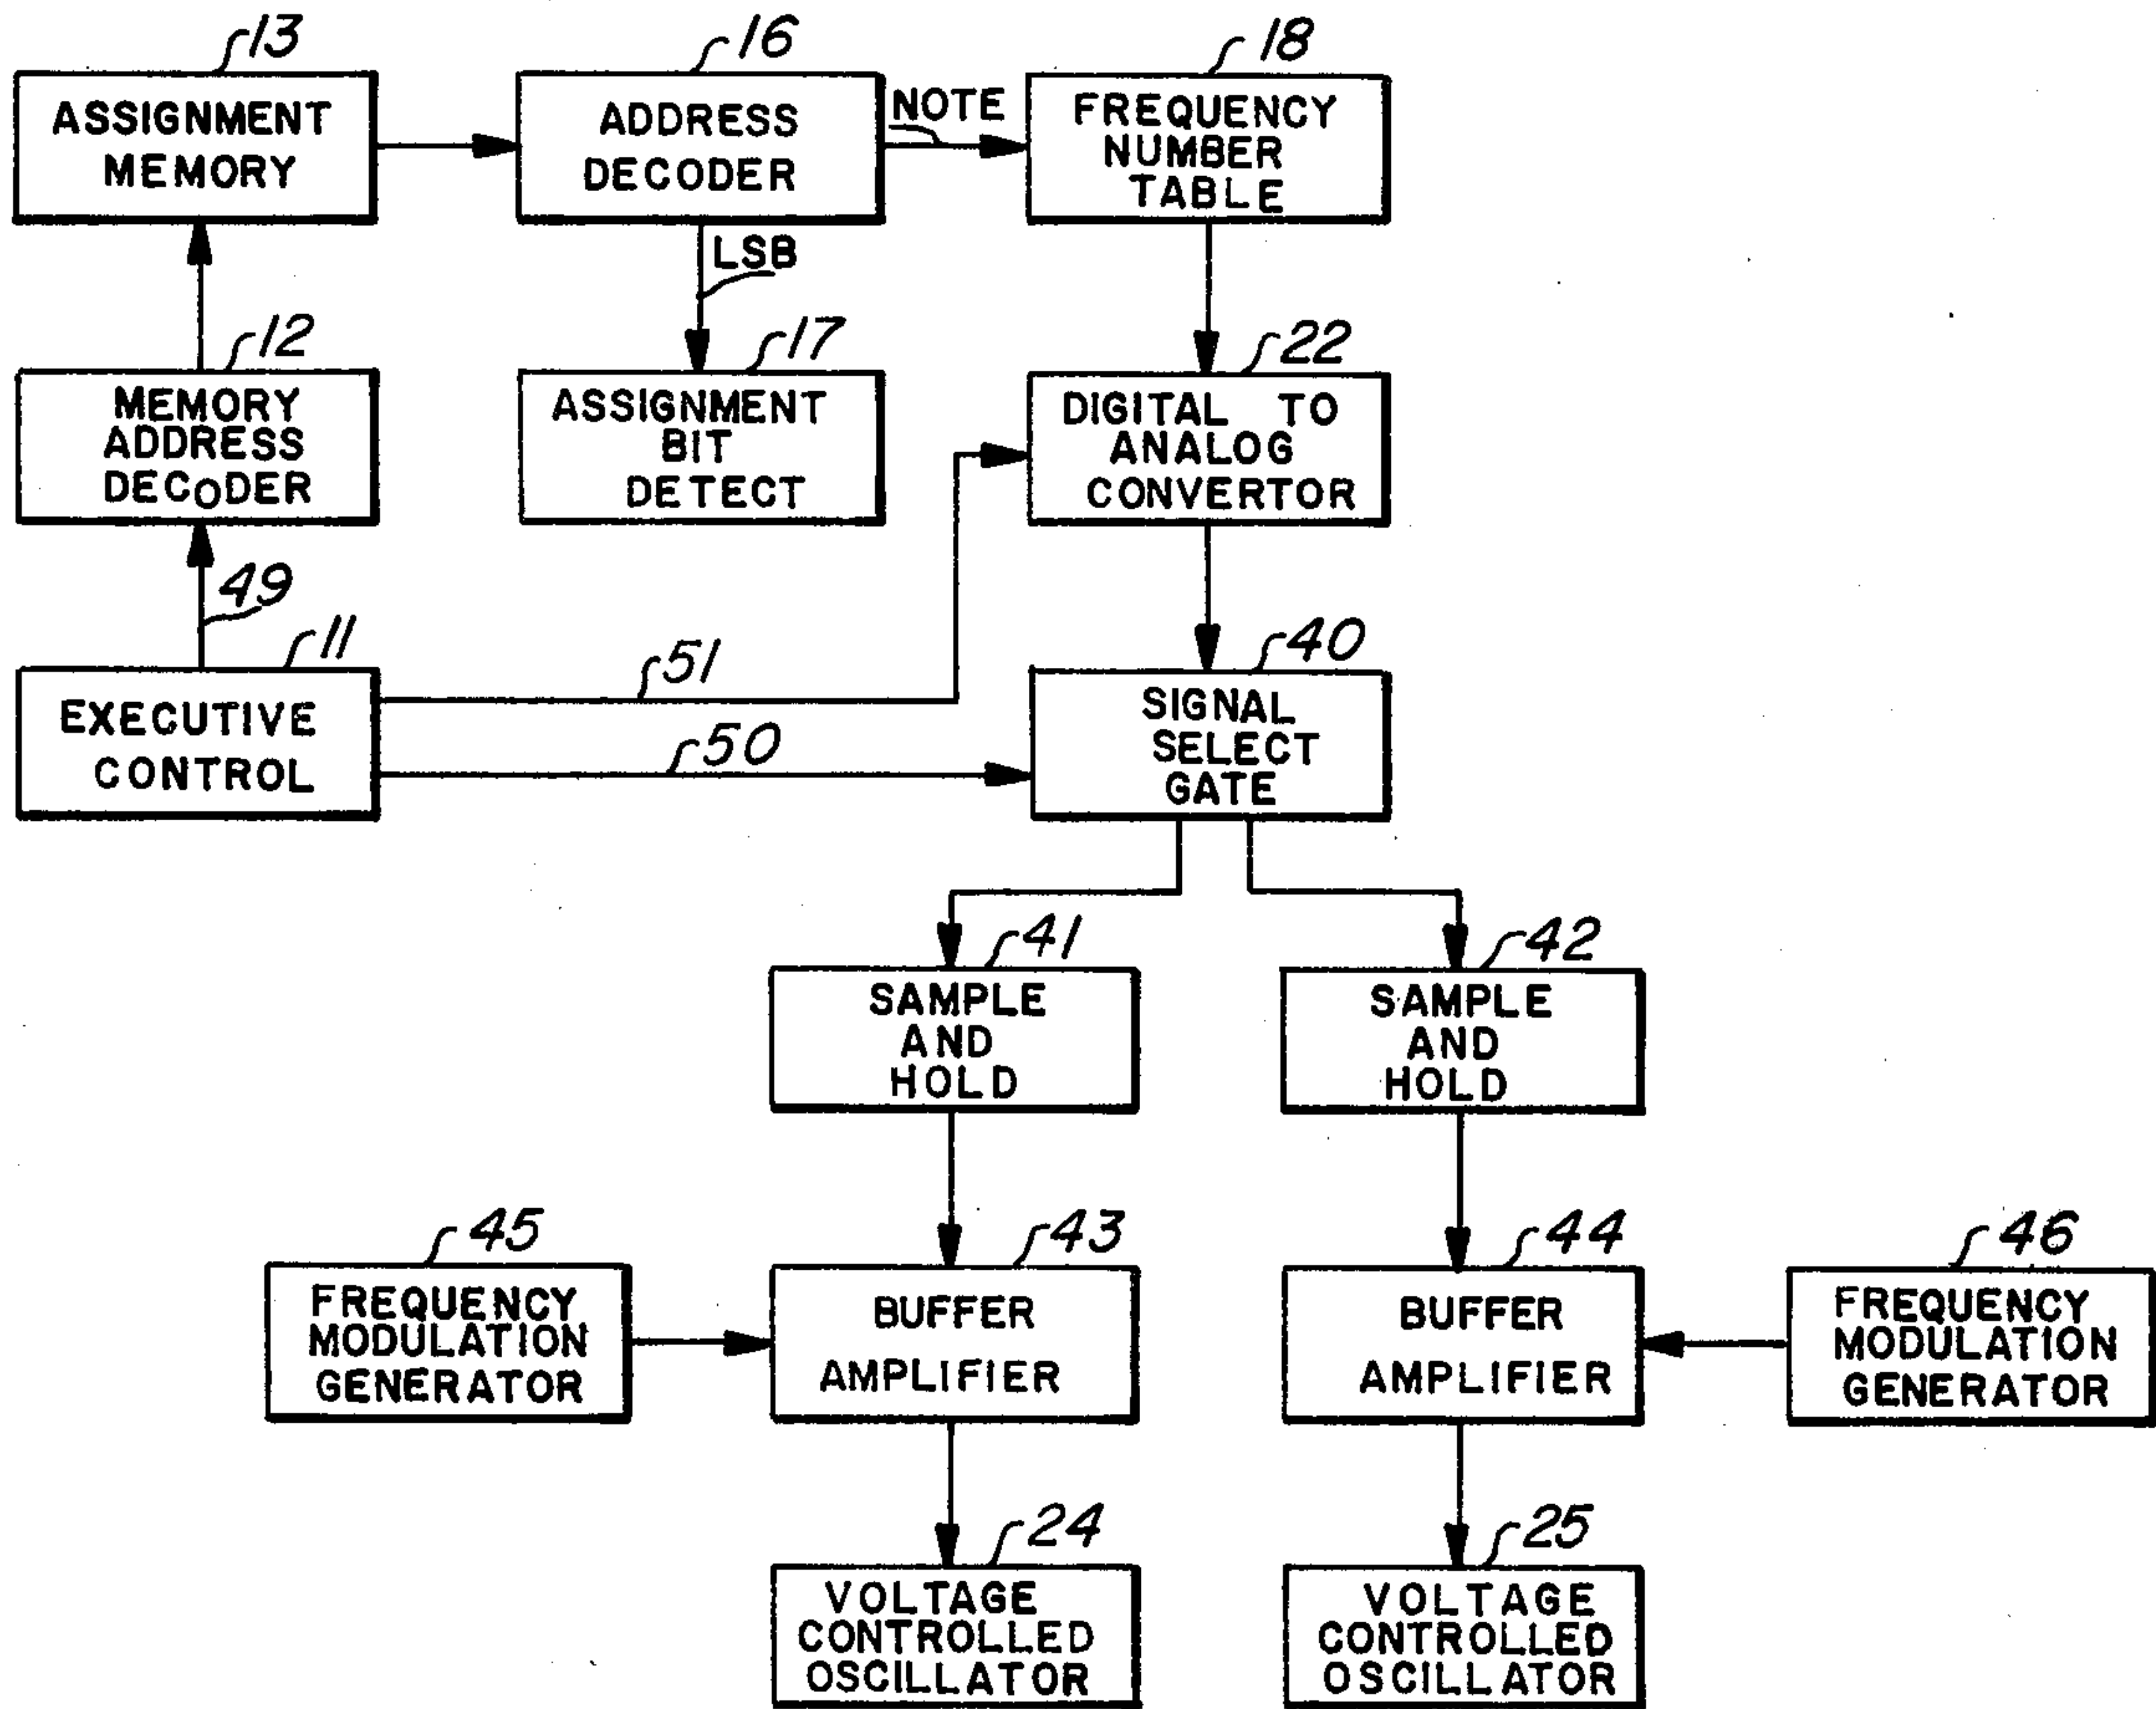 13
16
18
ASSIGNMENT
MEMORY
ADDRESS
DECODER
NOTE
FREQUENCY
NUMBER
TABLE
LSB
12
17
22
MEMORY
ADDRESS
DECODER
ASSIGNMENT
BIT
DETECT
DIGITAL TO
ANALOG
CONVERTOR
49
11
51
40
EXECUTIVE
CONTROL
50
SIGNAL
SELECT
GATE
41
42
SAMPLE
AND
HOLD
SAMPLE
AND
HOLD
45
43
44
46
FREQUENCY
MODULATION
GENERATOR
BUFFER
AMPLIFIER
BUFFER
AMPLIFIER
FREQUENCY
MODULATION
GENERATOR
24
25
VOLTAGE
CONTROLLED
OSCILLATOR
VOLTAGE
CONTROLLED
OSCILLATOR